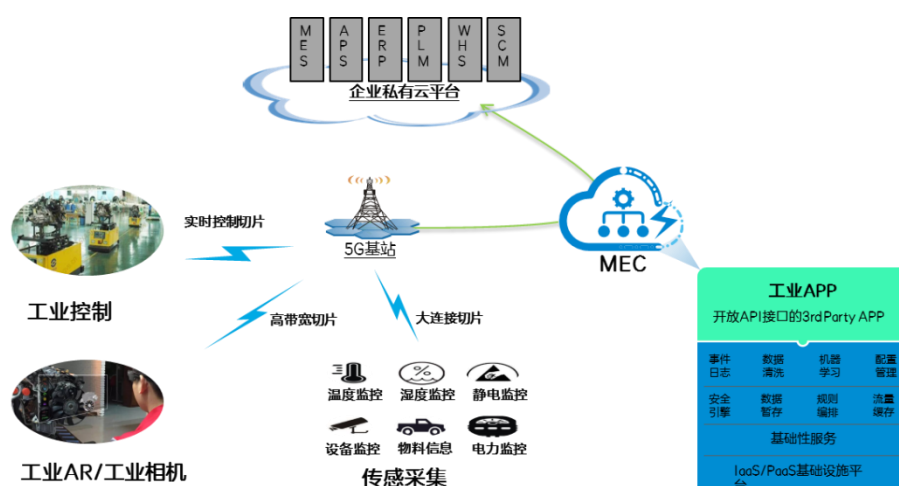 MES APS ERP PLM WHS SCM
企业私有云平台
实时控制切片
5G基站
MEC
工业控制
高带宽切片
大连接切片
工业APP
开放API接口的3rd Party APP
温度监控 湿度监控 静电监控
事件日志 数据清洗 机器学习 配置管理
设备监控 物料信息 电力监控
安全引擎 数据暂存 规则编排 流量缓存
基础性服务
工业AR/工业相机
传感采集
IaaS/PaaS基础设施平
台